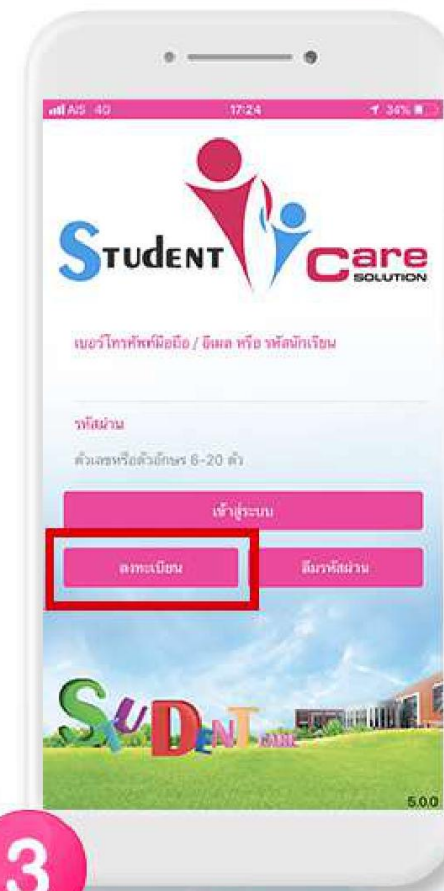 AIS 4G 17:24 34%
STUDENT Care
SOLUTION
เบอร์โทรศัพท์มือถือ / อีเมล หรือ รหัสนักเรียน
รหัสผ่าน
ตัวเลขหรือตัวอักษร 6-20 ตัว
เข้าสู่ระบบ
ลงทะเบียน ลืมรหัสผ่าน
STUDENT CARE
5.0.0
3